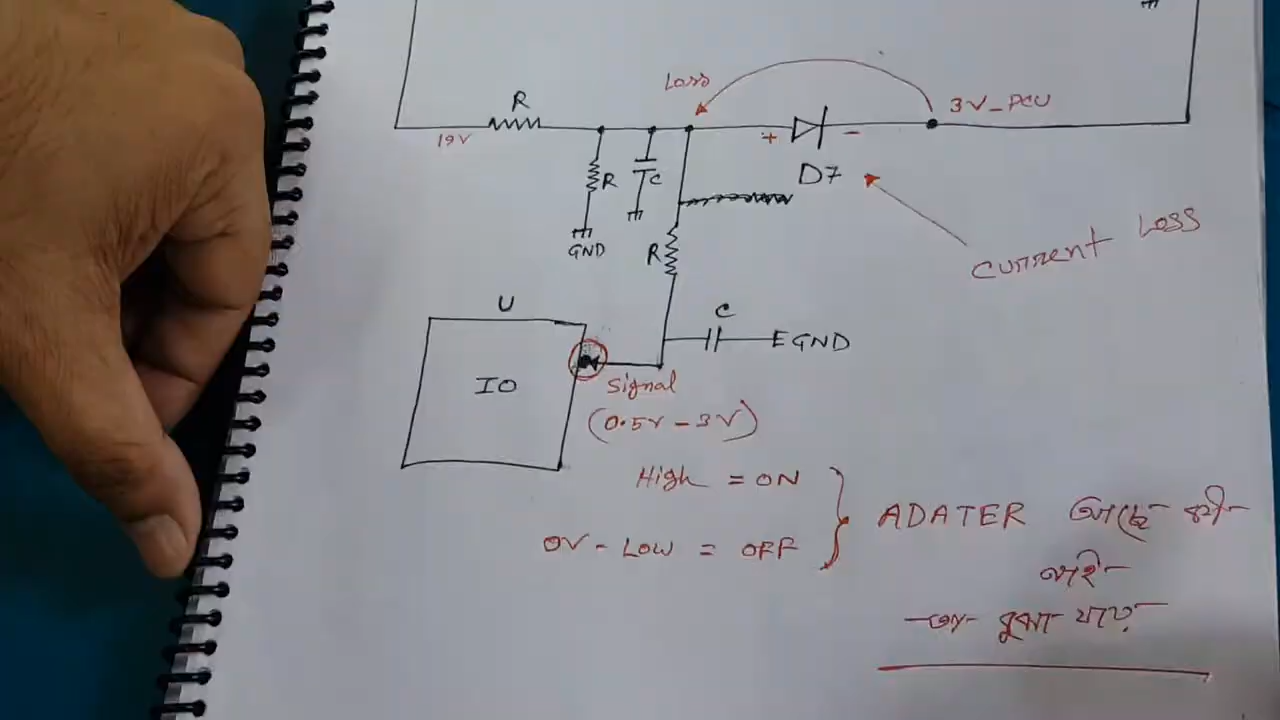 Loss
R
3V_PCU
19V
+
-
R
C
D7
GND
R
Current Loss
U
C
GND
IO
Signal
(0.5V - 3V)
High = ON
0V - LOW = OFF
ADATER আছে কী
নাই
তা বুঝা যায়